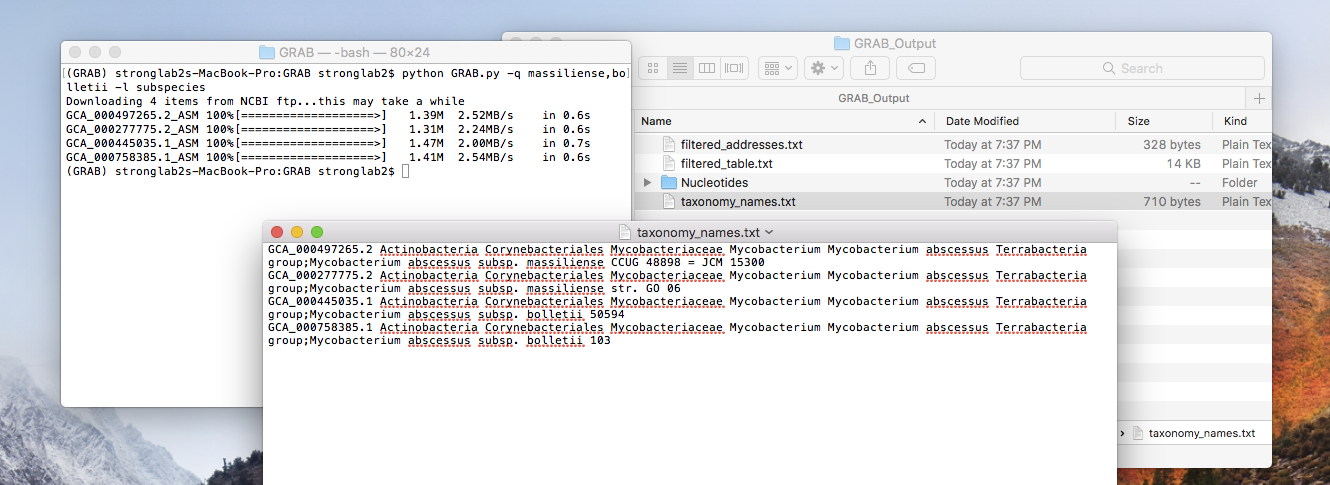 GRAB — -bash — 80×24
[(GRAB) stronglab2s-MacBook-Pro:GRAB stronglab2$ python GRAB.py -q massiliense,bo]
lletii -l subspecies
Downloading 4 items from NCBI ftp...this may take a while
GCA_000497265.2_ASM 100%[===================>]   1.39M  2.52MB/s    in 0.6s
GCA_000277775.2_ASM 100%[===================>]   1.31M  2.24MB/s    in 0.6s
GCA_000445035.1_ASM 100%[===================>]   1.47M  2.00MB/s    in 0.7s
GCA_000758385.1_ASM 100%[===================>]   1.41M  2.54MB/s    in 0.6s
(GRAB) stronglab2s-MacBook-Pro:GRAB stronglab2$
GRAB_Output
Search
GRAB_Output
Name Date Modified Size Kind
filtered_addresses.txt Today at 7:37 PM 328 bytes Plain Tex
filtered_table.txt Today at 7:37 PM 14 KB Plain Tex
Nucleotides Today at 7:37 PM -- Folder
taxonomy_names.txt Today at 7:37 PM 710 bytes Plain Tex
taxonomy_names.txt
taxonomy_names.txt
GCA_000497265.2 Actinobacteria Corynebacteriales Mycobacteriaceae Mycobacterium Mycobacterium abscessus Terrabacteria
group;Mycobacterium abscessus subsp. massiliense CCUG 48898 = JCM 15300
GCA_000277775.2 Actinobacteria Corynebacteriales Mycobacteriaceae Mycobacterium Mycobacterium abscessus Terrabacteria
group;Mycobacterium abscessus subsp. massiliense str. GO 06
GCA_000445035.1 Actinobacteria Corynebacteriales Mycobacteriaceae Mycobacterium Mycobacterium abscessus Terrabacteria
group;Mycobacterium abscessus subsp. bolletii 50594
GCA_000758385.1 Actinobacteria Corynebacteriales Mycobacteriaceae Mycobacterium Mycobacterium abscessus Terrabacteria
group;Mycobacterium abscessus subsp. bolletii 103